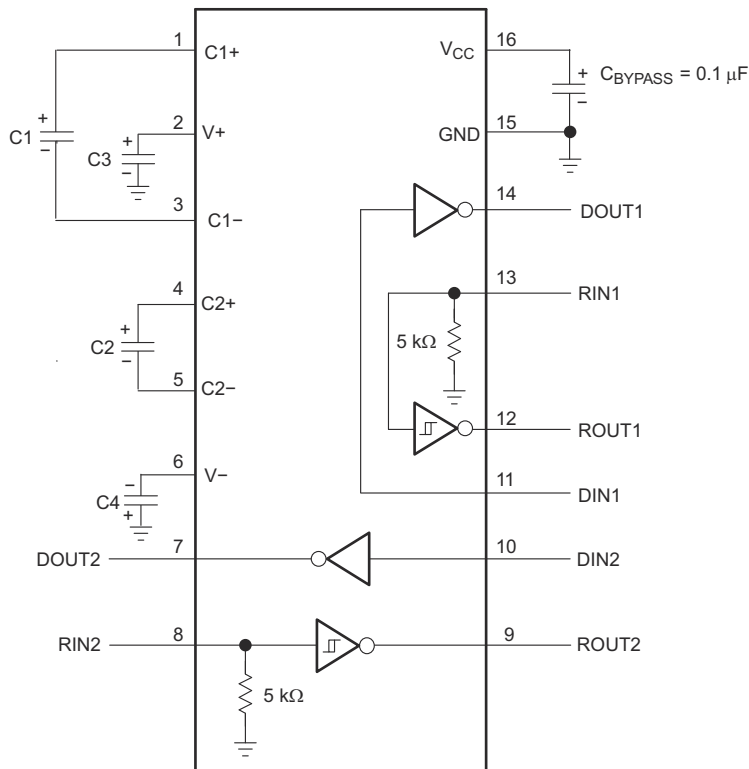 1
C1+
16
VCC
+
C1
−
+
−
CBYPASS = 0.1 μF
2
V+
+
C3
−
15
GND
3
C1−
14
DOUT1
4
C2+
13
RIN1
+
C2
−
5 kΩ
5
C2−
12
ROUT1
6
V−
−
C4
+
11
DIN1
DOUT2
7
10
DIN2
RIN2
8
9
ROUT2
5 kΩ